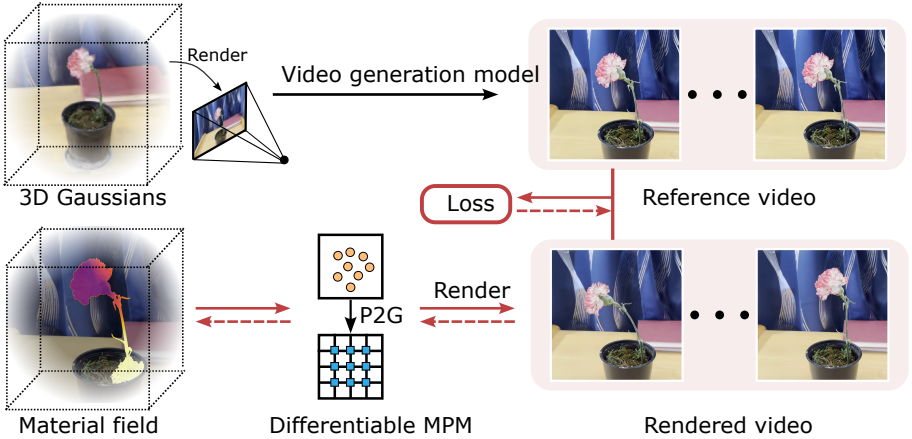 Render
Video generation model
3D Gaussians
Reference video
Loss
P2G
Render
Material field
Differentiable MPM
Rendered video